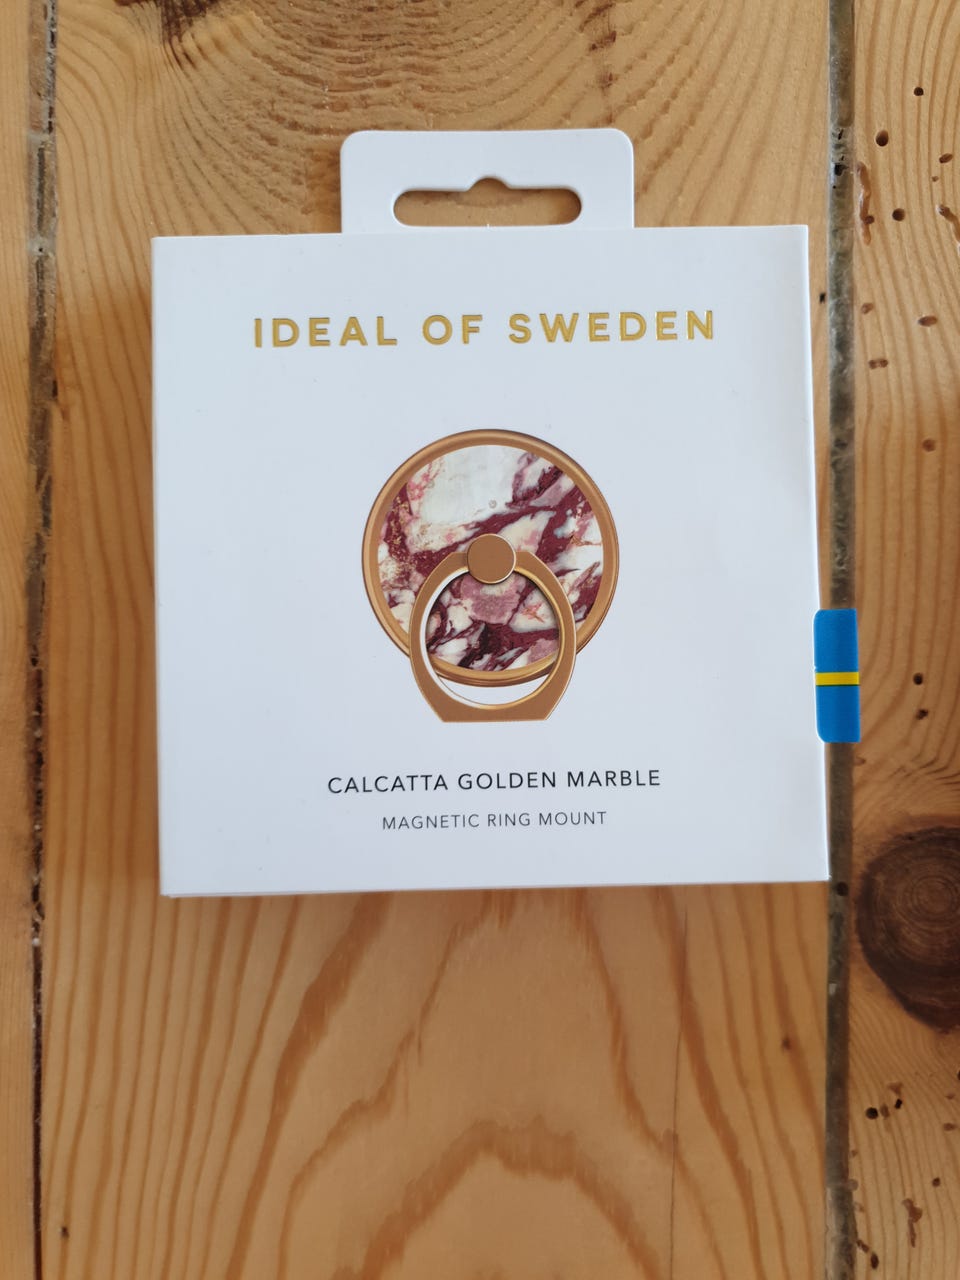 IDEAL OF SWEDEN
CALCATTA GOLDEN MARBLE
MAGNETIC RING MOUNT